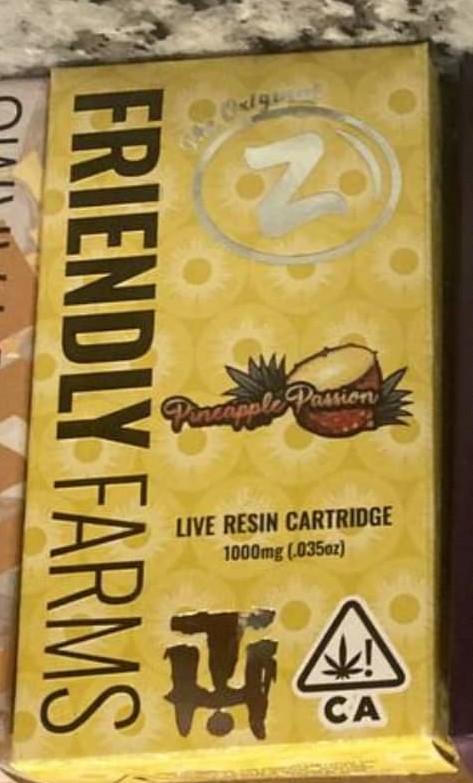 FRIENDLY FARMS
The Original
Z
Pineapple Passion
LIVE RESIN CARTRIDGE
1000mg (.035oz)
!
CA